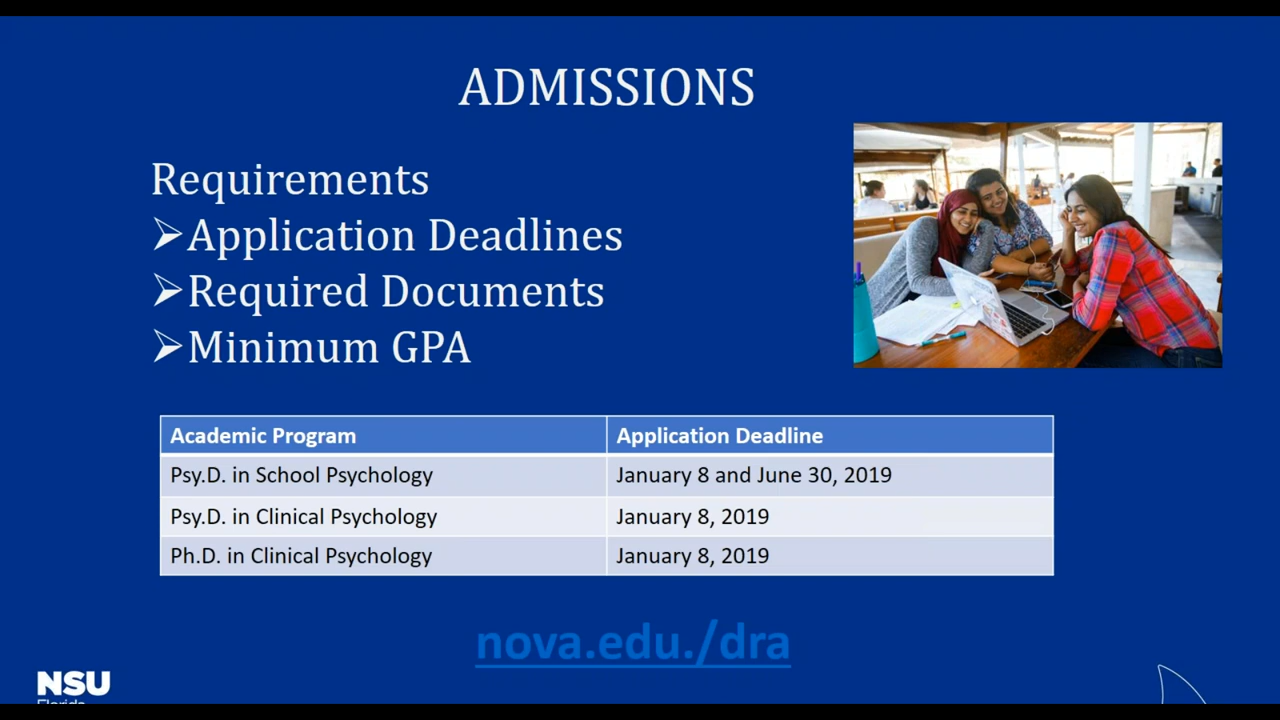 ADMISSIONS
Requirements
➢Application Deadlines
➢Required Documents
➢Minimum GPA
Academic Program Application Deadline
Psy.D. in School Psychology January 8 and June 30, 2019
Psy.D. in Clinical Psychology January 8, 2019
Ph.D. in Clinical Psychology January 8, 2019
nova.edu./dra
NSU
Florida